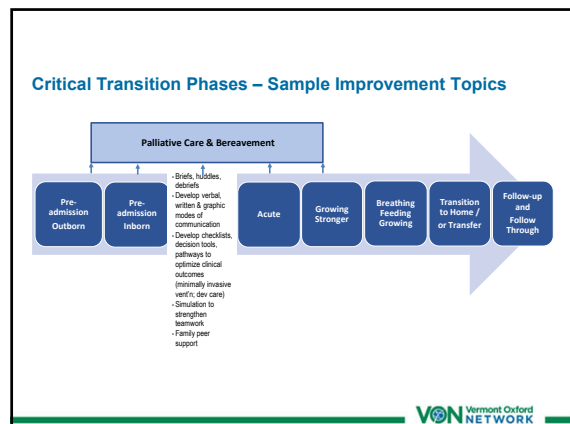 Critical Transition Phases – Sample Improvement Topics
Palliative Care & Bereavement
Pre-
admission
Outborn
Pre-
admission
Inborn
- Briefs, huddles,
debriefs
- Develop verbal,
written & graphic
modes of
communication
- Develop checklists,
decision tools,
pathways to
optimize clinical
outcomes
(minimally invasive
vent'n; dev care)
- Simulation to
strengthen
teamwork
- Family peer
support
Acute
Growing
Stronger
Breathing
Feeding
Growing
Transition
to Home /
or Transfer
Follow-up
and
Follow
Through
VON Vermont Oxford
NETWORK